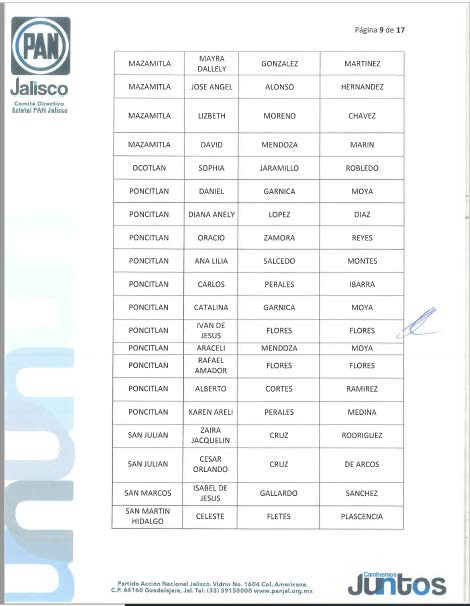 Página 9 de 17
PAN
Jalisco
Comité Directivo
Estatal PAN Jalisco
MAZAMITLA MAYRA DALLELY GONZALEZ MARTINEZ
MAZAMITLA JOSE ANGEL ALONSO HERNANDEZ
MAZAMITLA LIZBETH MORENO CHAVEZ
MAZAMITLA DAVID MENDOZA MARIN
OCOTLAN SOPHIA JARAMILLO ROBLEDO
PONCITLAN DANIEL GARNICA MOYA
PONCITLAN DIANA ANELY LOPEZ DIAZ
PONCITLAN ORACIO ZAMORA REYES
PONCITLAN ANA LILIA SALCEDO MONTES
PONCITLAN CARLOS PERALES IBARRA
PONCITLAN CATALINA GARNICA MOYA
PONCITLAN IVAN DE JESUS FLORES FLORES
PONCITLAN ARACELI MENDOZA MOYA
PONCITLAN RAFAEL AMADOR FLORES FLORES
PONCITLAN ALBERTO CORTES RAMIREZ
PONCITLAN KAREN ARELI PERALES MEDINA
SAN JULIAN ZAIRA JACQUELIN CRUZ RODRIGUEZ
SAN JULIAN CESAR ORLANDO CRUZ DE ARCOS
SAN MARCOS ISABEL DE JESUS GALLARDO SANCHEZ
SAN MARTIN HIDALGO CELESTE FLETES PLASCENCIA
Partido Acción Nacional Jalisco. Vidrio No. 1604 Col. Americana.
C.P. 44160 Guadalajara, Jal. Tel: (33) 39158000 www.panjal.org.mx
Caminemos
Juntos